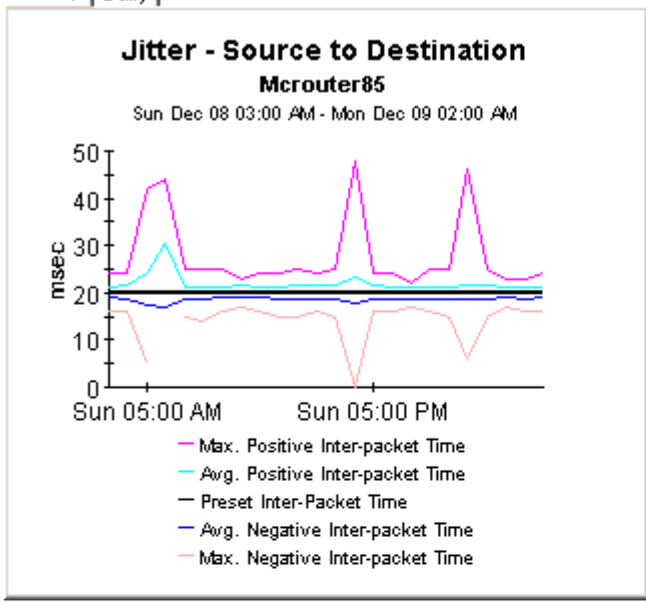 Daily
Jitter - Source to Destination
Mcrouter85
Sun Dec 08 03:00 AM - Mon Dec 09 02:00 AM
msec
50
40
30
20
10
0
Sun 05:00 AM Sun 05:00 PM
Max. Positive Inter-packet Time
Avg. Positive Inter-packet Time
Preset Inter-Packet Time
Avg. Negative Inter-packet Time
Max. Negative Inter-packet Time